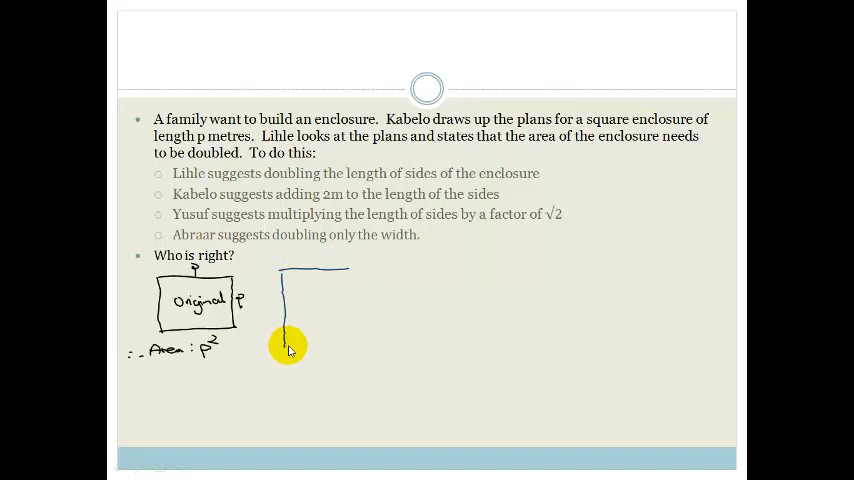 A family want to build an enclosure. Kabelo draws up the plans for a square enclosure of
length p metres. Lihle looks at the plans and states that the area of the enclosure needs
to be doubled. To do this:
Lihle suggests doubling the length of sides of the enclosure
Kabelo suggests adding 2m to the length of the sides
Yusuf suggests multiplying the length of sides by a factor of √2
Abraar suggests doubling only the width.
Who is right?
p
Original p
∴ Area : p²